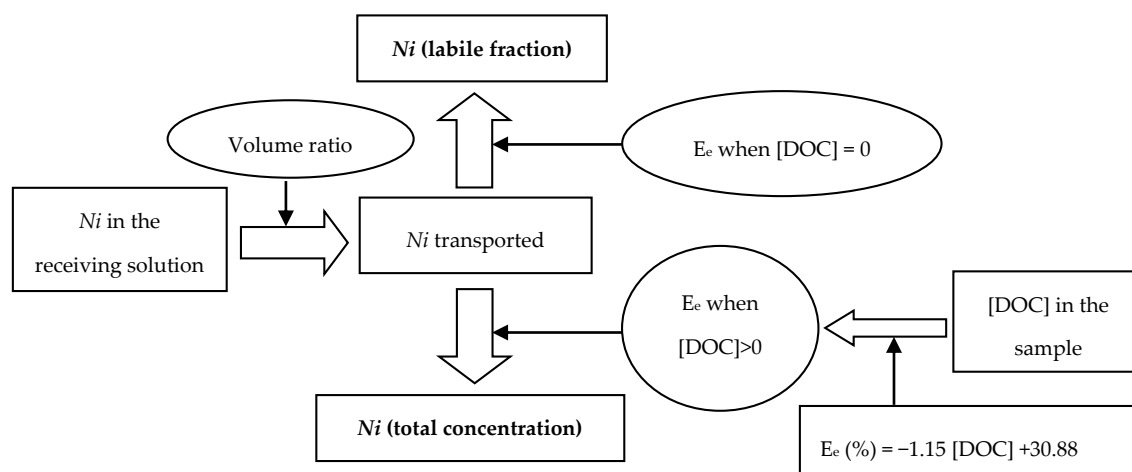 Ni (labile fraction)
Volume ratio
Ee when [DOC] = 0
Ni in the
receiving solution
Ni transported
Ee when
[DOC]>0
[DOC] in the
sample
Ni (total concentration)
Ee (%) = −1.15 [DOC] +30.88